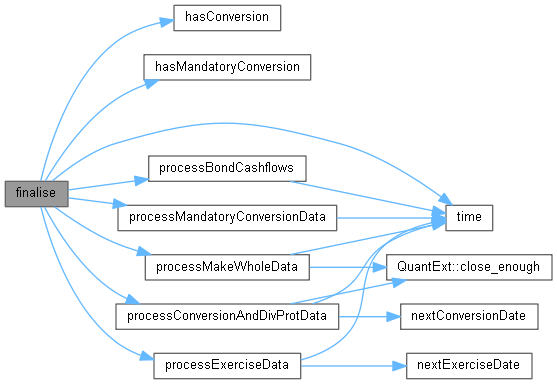 hasConversion
hasMandatoryConversion
processBondCashflows
finalise
processMandatoryConversionData
time
processMakeWholeData
QuantExt::close_enough
processConversionAndDivProtData
nextConversionDate
processExerciseData
nextExerciseDate